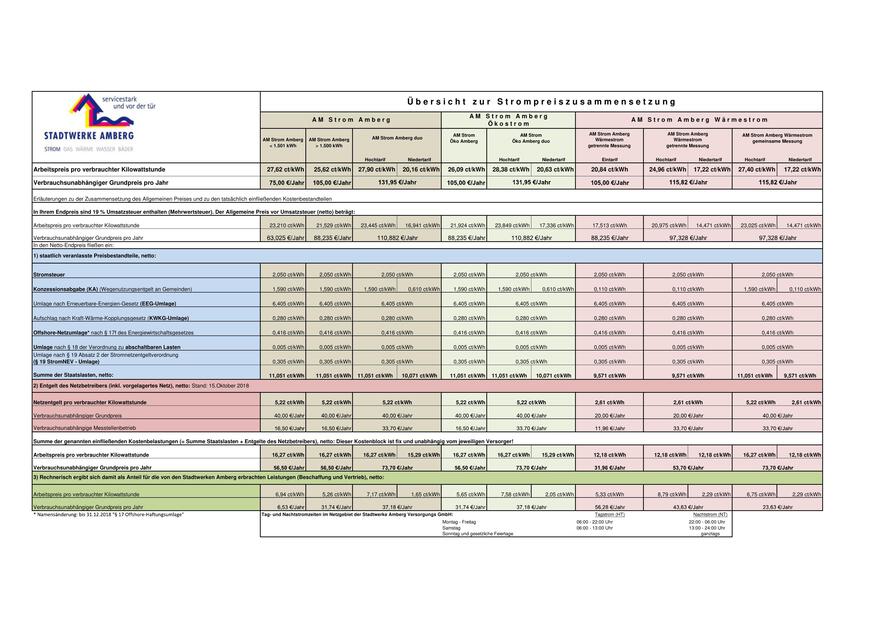 servicestark
und vor der tür
STADTWERKE AMBERG
STROM GAS WÄRME WASSER BÄDER
Übersicht zur Strompreiszusammensetzung
AM Strom Amberg
AM Strom Amberg
Ökostrom
AM Strom Amberg Wärmestrom
AM Strom Amberg
< 1.501 kWh
AM Strom Amberg
> 1.500 kWh
AM Strom Amberg duo
AM Strom
Öko Amberg
AM Strom
Öko Amberg duo
AM Strom Amberg
Wärmestrom
getrennte Messung
AM Strom Amberg
Wärmestrom
getrennte Messung
AM Strom Amberg Wärmestrom
gemeinsame Messung
Hochtarif Niedertarif Hochtarif Niedertarif Eintarif Hochtarif Niedertarif Hochtarif Niedertarif
Arbeitspreis pro verbrauchter Kilowattstunde 27,62 ct/kWh 25,62 ct/kWh 27,90 ct/kWh 20,16 ct/kWh 26,09 ct/kWh 28,38 ct/kWh 20,63 ct/kWh 20,84 ct/kWh 24,96 ct/kWh 17,22 ct/kWh 27,40 ct/kWh 17,22 ct/kWh
Verbrauchsunabhängiger Grundpreis pro Jahr 75,00 €/Jahr 105,00 €/Jahr 131,95 €/Jahr 105,00 €/Jahr 131,95 €/Jahr 105,00 €/Jahr 115,82 €/Jahr 115,82 €/Jahr
Erläuterungen zu der Zusammensetzung des Allgemeinen Preises und zu den tatsächlich einfließenden Kostenbestandteilen
In Ihrem Endpreis sind 19 % Umsatzsteuer enthalten (Mehrwertsteuer). Der Allgemeine Preis vor Umsatzsteuer (netto) beträgt:
Arbeitspreis pro verbrauchter Kilowattstunde 23,210 ct/kWh 21,529 ct/kWh 23,445 ct/kWh 16,941 ct/kWh 21,924 ct/kWh 23,849 ct/kWh 17,336 ct/kWh 17,513 ct/kWh 20,975 ct/kWh 14,471 ct/kWh 23,025 ct/kWh 14,471 ct/kWh
Verbrauchsunabhängiger Grundpreis pro Jahr 63,025 €/Jahr 88,235 €/Jahr 110,882 €/Jahr 88,235 €/Jahr 110,882 €/Jahr 88,235 €/Jahr 97,328 €/Jahr 97,328 €/Jahr
In den Netto-Endpreis fließen ein:
1) staatlich veranlasste Preisbestandteile, netto:
Stromsteuer 2,050 ct/kWh 2,050 ct/kWh 2,050 ct/kWh 2,050 ct/kWh 2,050 ct/kWh 2,050 ct/kWh 2,050 ct/kWh 2,050 ct/kWh
Konzessionsabgabe (KA) (Wegenutzungsentgelt an Gemeinden) 1,590 ct/kWh 1,590 ct/kWh 1,590 ct/kWh 0,610 ct/kWh 1,590 ct/kWh 1,590 ct/kWh 0,610 ct/kWh 0,110 ct/kWh 0,110 ct/kWh 1,590 ct/kWh 0,110 ct/kWh
Umlage nach Erneuerbare-Energien-Gesetz (EEG-Umlage) 6,405 ct/kWh 6,405 ct/kWh 6,405 ct/kWh 6,405 ct/kWh 6,405 ct/kWh 6,405 ct/kWh 6,405 ct/kWh 6,405 ct/kWh
Aufschlag nach Kraft-Wärme-Kopplungsgesetz (KWKG-Umlage) 0,280 ct/kWh 0,280 ct/kWh 0,280 ct/kWh 0,280 ct/kWh 0,280 ct/kWh 0,280 ct/kWh 0,280 ct/kWh 0,280 ct/kWh
Offshore-Netzumlage* nach § 17f des Energiewirtschaftsgesetzes 0,416 ct/kWh 0,416 ct/kWh 0,416 ct/kWh 0,416 ct/kWh 0,416 ct/kWh 0,416 ct/kWh 0,416 ct/kWh 0,416 ct/kWh
Umlage nach § 18 der Verordnung zu abschaltbaren Lasten 0,005 ct/kWh 0,005 ct/kWh 0,005 ct/kWh 0,005 ct/kWh 0,005 ct/kWh 0,005 ct/kWh 0,005 ct/kWh 0,005 ct/kWh
Umlage nach § 19 Absatz 2 der Stromnetzentgeltverordnung
(§ 19 StromNEV - Umlage) 0,305 ct/kWh 0,305 ct/kWh 0,305 ct/kWh 0,305 ct/kWh 0,305 ct/kWh 0,305 ct/kWh 0,305 ct/kWh 0,305 ct/kWh
Summe der Staatslasten, netto: 11,051 ct/kWh 11,051 ct/kWh 11,051 ct/kWh 10,071 ct/kWh 11,051 ct/kWh 11,051 ct/kWh 10,071 ct/kWh 9,571 ct/kWh 9,571 ct/kWh 11,051 ct/kWh 9,571 ct/kWh
2) Entgelt des Netzbetreibers (inkl. vorgelagertes Netz), netto: Stand: 15.Oktober 2018
Netzentgelt pro verbrauchter Kilowattstunde 5,22 ct/kWh 5,22 ct/kWh 5,22 ct/kWh 5,22 ct/kWh 5,22 ct/kWh 2,61 ct/kWh 2,61 ct/kWh 5,22 ct/kWh 2,61 ct/kWh
Verbrauchsunabhängiger Grundpreis 40,00 €/Jahr 40,00 €/Jahr 40,00 €/Jahr 40,00 €/Jahr 40,00 €/Jahr 20,00 €/Jahr 20,00 €/Jahr 40,00 €/Jahr
Verbrauchsunabhängige Messstellenbetrieb 16,50 €/Jahr 16,50 €/Jahr 33,70 €/Jahr 16,50 €/Jahr 33,70 €/Jahr 11,96 €/Jahr 33,70 €/Jahr 33,70 €/Jahr
Summe der genannten einfließenden Kostenbelastungen (= Summe Staatslasten + Entgelte des Netzbetreibers), netto: Dieser Kostenblock ist fix und unabhängig vom jeweiligen Versorger!
Arbeitspreis pro verbrauchter Kilowattstunde 16,27 ct/kWh 16,27 ct/kWh 16,27 ct/kWh 15,29 ct/kWh 16,27 ct/kWh 16,27 ct/kWh 15,29 ct/kWh 12,18 ct/kWh 12,18 ct/kWh 12,18 ct/kWh 16,27 ct/kWh 12,18 ct/kWh
Verbrauchsunabhängiger Grundpreis pro Jahr 56,50 €/Jahr 56,50 €/Jahr 73,70 €/Jahr 56,50 €/Jahr 73,70 €/Jahr 31,96 €/Jahr 53,70 €/Jahr 73,70 €/Jahr
3) Rechnerisch ergibt sich damit als Anteil für die von den Stadtwerken Amberg erbrachten Leistungen (Beschaffung und Vertrieb), netto:
Arbeitspreis pro verbrauchter Kilowattstunde 6,94 ct/kWh 5,26 ct/kWh 7,17 ct/kWh 1,65 ct/kWh 5,65 ct/kWh 7,58 ct/kWh 2,05 ct/kWh 5,33 ct/kWh 8,79 ct/kWh 2,29 ct/kWh 6,75 ct/kWh 2,29 ct/kWh
Verbrauchsunabhängiger Grundpreis pro Jahr 6,53 €/Jahr 31,74 €/Jahr 37,18 €/Jahr 31,74 €/Jahr 37,18 €/Jahr 56,28 €/Jahr 43,63 €/Jahr 23,63 €/Jahr
* Namensänderung: bis 31.12.2018 "§ 17 Offshore-Haftungsumlage"
Tag- und Nachtstromzeiten im Netzgebiet der Stadtwerke Amberg Versorgungs GmbH: Tagstrom (HT) Nachtstrom (NT)
Montag - Freitag 06:00 - 22:00 Uhr 22:00 - 06:00 Uhr
Samstag 06:00 - 13:00 Uhr 13:00 - 24:00 Uhr
Sonntag und gesetzliche Feiertage ganztags